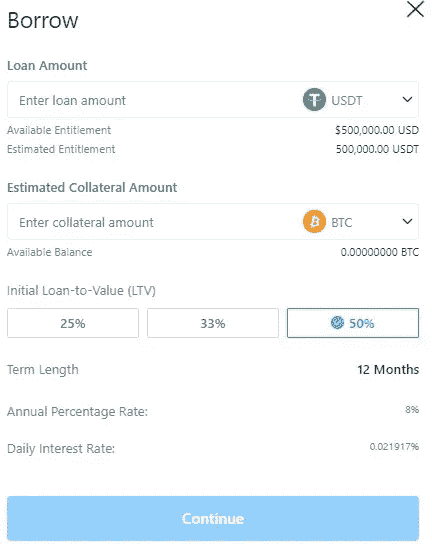 Borrow
Loan Amount
Enter loan amount USDT
Available Entitlement $500,000.00 USD
Estimated Entitlement 500,000.00 USDT
Estimated Collateral Amount
Enter collateral amount BTC
Available Balance 0.00000000 BTC
Initial Loan-to-Value (LTV)
25% 33% 50%
Term Length 12 Months
Annual Percentage Rate: 8%
Daily Interest Rate: 0.021917%
Continue